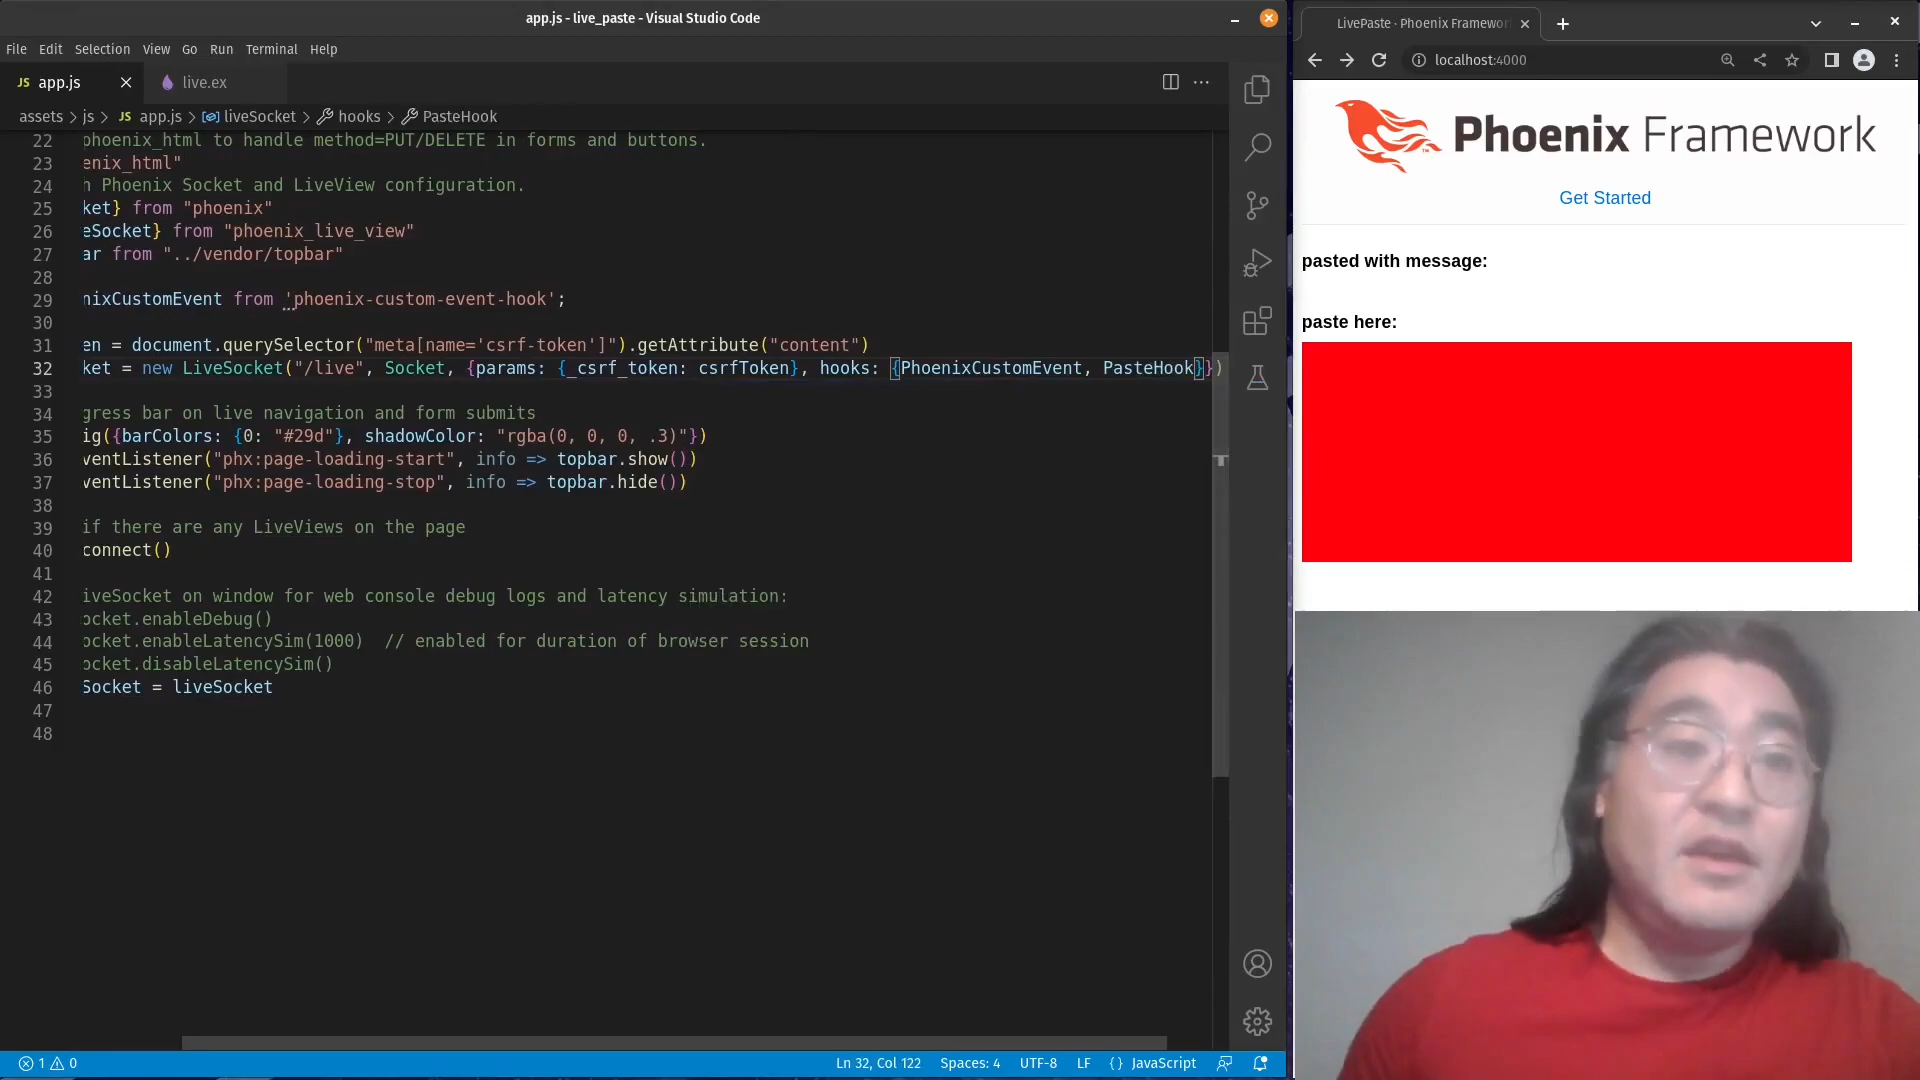 app.js - live_paste - Visual Studio Code
File Edit Selection View Go Run Terminal Help
JS app.js live.ex
assets > js > JS app.js > liveSocket > hooks > PasteHook
22 phoenix_html to handle method=PUT/DELETE in forms and buttons.
23 enix_html"
24 n Phoenix Socket and LiveView configuration.
25 ket} from "phoenix"
26 eSocket} from "phoenix_live_view"
27 ar from "../vendor/topbar"
28
29 nixCustomEvent from 'phoenix-custom-event-hook';
30
31 en = document.querySelector("meta[name='csrf-token']").getAttribute("content")
32 ket = new LiveSocket("/live", Socket, {params: {_csrf_token: csrfToken}, hooks: {PhoenixCustomEvent, PasteHook}})
33
34 gress bar on live navigation and form submits
35 ig({barColors: {0: "#29d"}, shadowColor: "rgba(0, 0, 0, .3)"})
36 ventListener("phx:page-loading-start", info => topbar.show())
37 ventListener("phx:page-loading-stop", info => topbar.hide())
38
39 if there are any LiveViews on the page
40 connect()
41
42 iveSocket on window for web console debug logs and latency simulation:
43 ocket.enableDebug()
44 ocket.enableLatencySim(1000)  // enabled for duration of browser session
45 ocket.disableLatencySim()
46 Socket = liveSocket
47
48
1 0 Ln 32, Col 122 Spaces: 4 UTF-8 LF {} JavaScript
LivePaste · Phoenix Framewor
localhost:4000
Phoenix Framework
TM
Get Started
pasted with message:
paste here: